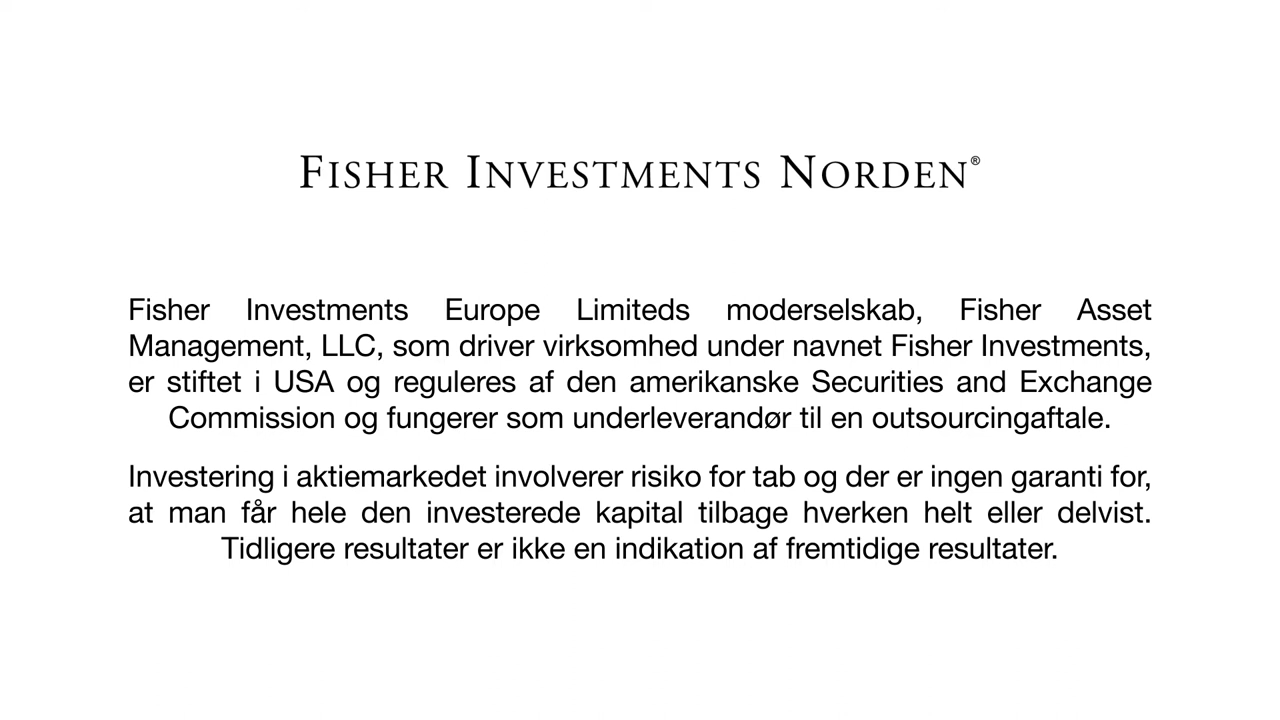 FISHER INVESTMENTS NORDEN®
Fisher Investments Europe Limiteds moderselskab, Fisher Asset
Management, LLC, som driver virksomhed under navnet Fisher Investments,
er stiftet i USA og reguleres af den amerikanske Securities and Exchange
Commission og fungerer som underleverandør til en outsourcingaftale.
Investering i aktiemarkedet involverer risiko for tab og der er ingen garanti for,
at man får hele den investerede kapital tilbage hverken helt eller delvist.
Tidligere resultater er ikke en indikation af fremtidige resultater.